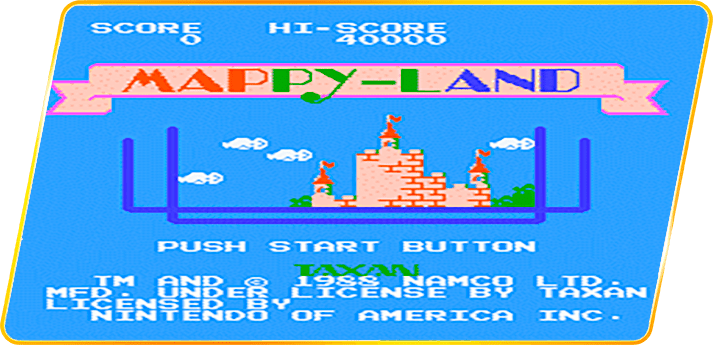 SCORE HI-SCORE
0 40000
MAPPY-LAND
PUSH START BUTTON
TAXAN
TM AND © 1988 NAMCO LTD.
MFD. UNDER LICENSE BY TAXAN
LICENSED BY
NINTENDO OF AMERICA INC.